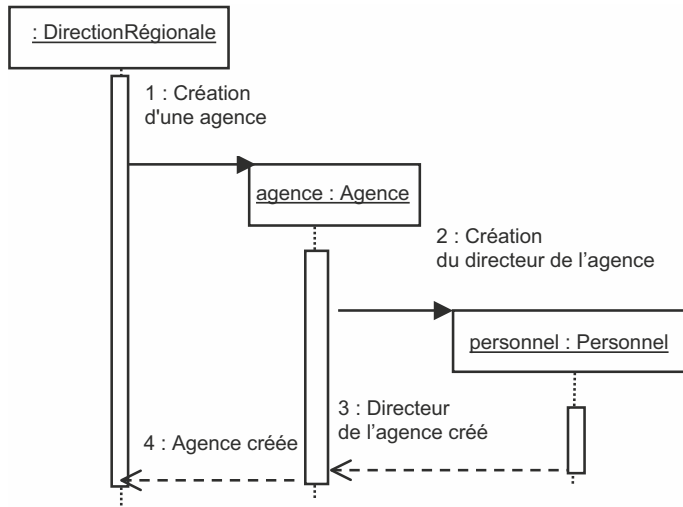 : DirectionRégionale
1 : Création
d'une agence
agence : Agence
2 : Création
du directeur de l’agence
personnel : Personnel
3 : Directeur
de l’agence créé
4 : Agence créée